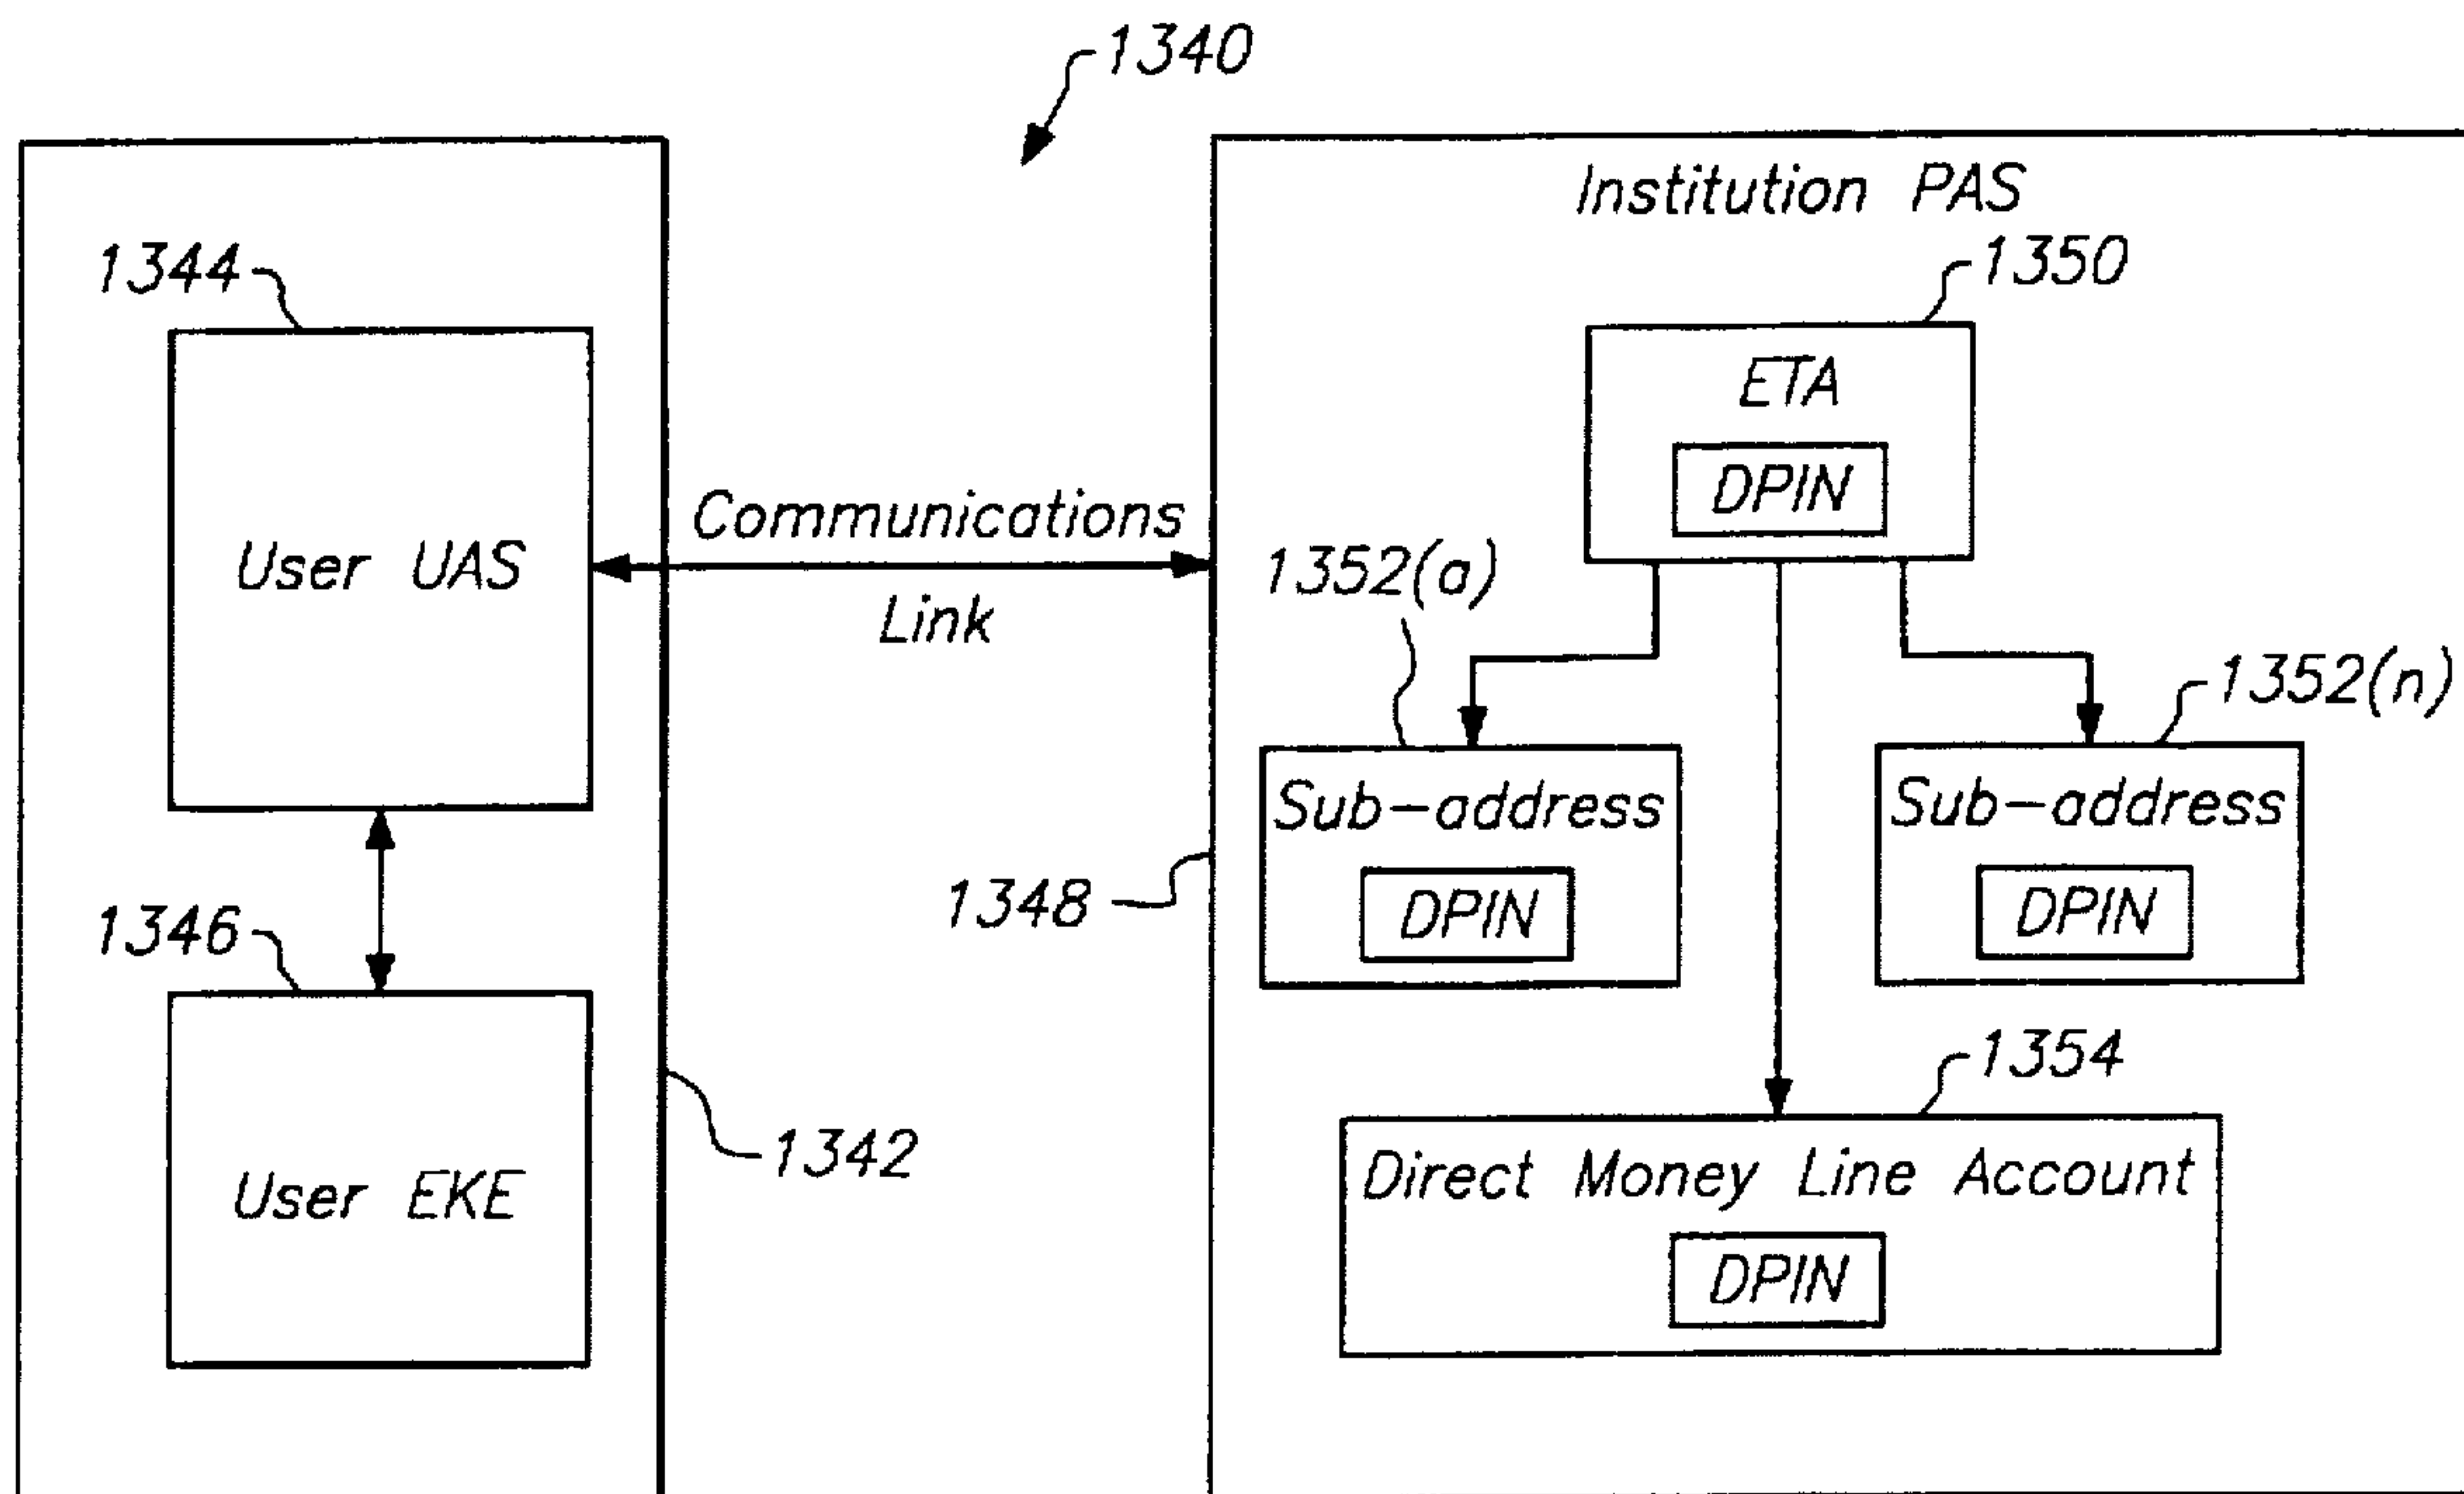 1340
Institution PAS
1344
1350
ETA
DPIN
User UAS
Communications
Link
1352(a)
1352(n)
Sub-address
DPIN
Sub-address
DPIN
1348
1346
1354
Direct Money Line Account
DPIN
1342
User EKE